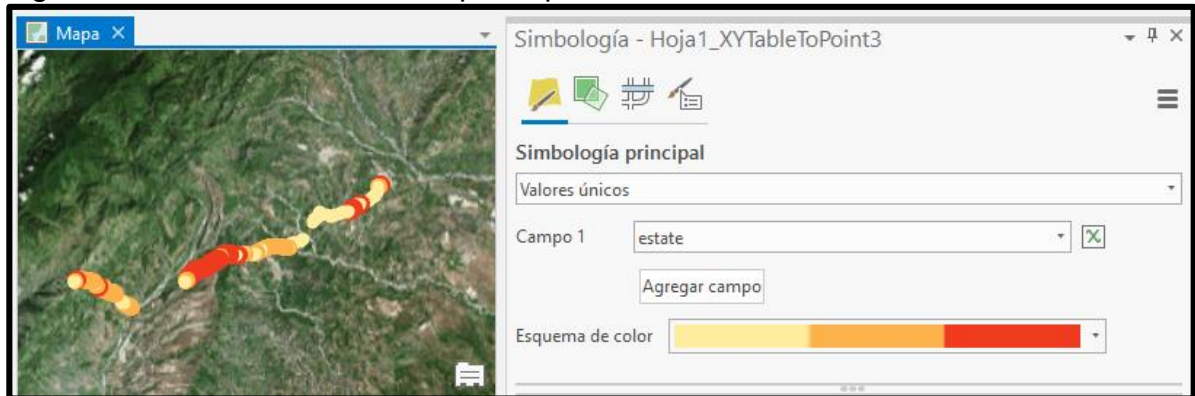 Mapa
Simbología - Hoja1_XYTableToPoint3
Simbología principal
Valores únicos
Campo 1
estate
Agregar campo
Esquema de color